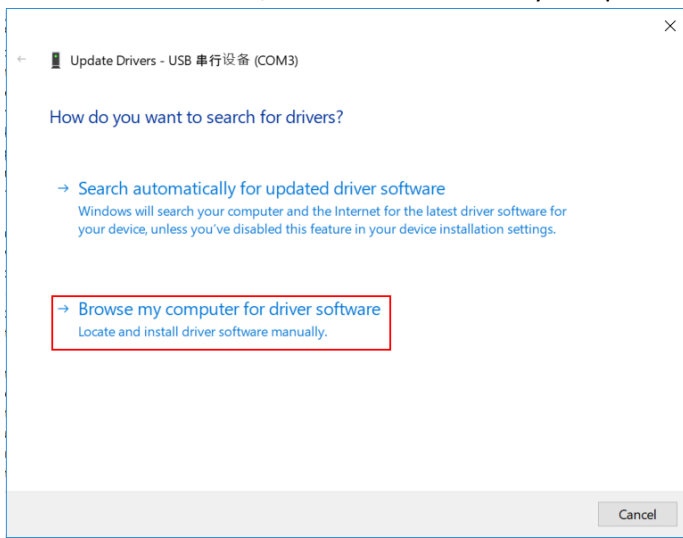 Update Drivers - USB 串行设备 (COM3)
How do you want to search for drivers?
→ Search automatically for updated driver software
Windows will search your computer and the Internet for the latest driver software for
your device, unless you've disabled this feature in your device installation settings.
→ Browse my computer for driver software
Locate and install driver software manually.
Cancel